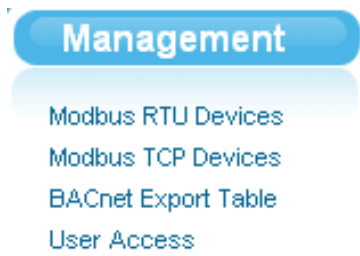 Management
Modbus RTU Devices
Modbus TCP Devices
BACnet Export Table
User Access